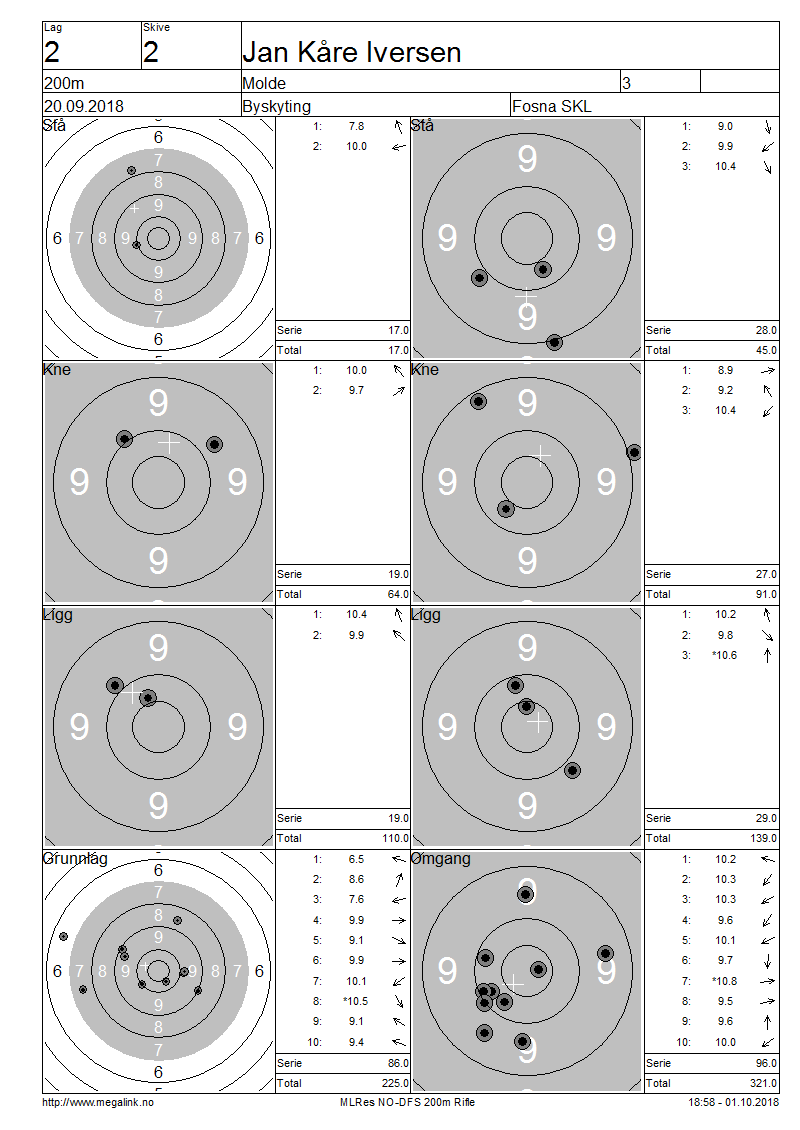 Lag Skive
2 2 Jan Kåre Iversen
200m Molde 3
20.09.2018 Byskyting Fosna SKL
Stå
6
7
8
9
6 7 8 9 9 8 7 6
9
8
7
6
5
1: 7.8
2: 10.0
Serie 17.0
Total 17.0
Stå
9
9 9
9
1: 9.0
2: 9.9
3: 10.4
Serie 28.0
Total 45.0
Kne
9
9 9
9
1: 10.0
2: 9.7
Serie 19.0
Total 64.0
Kne
9
9 9
9
1: 8.9
2: 9.2
3: 10.4
Serie 27.0
Total 91.0
Ligg
9
9 9
9
1: 10.4
2: 9.9
Serie 19.0
Total 110.0
Ligg
9
9 9
9
1: 10.2
2: 9.8
3: *10.6
Serie 29.0
Total 139.0
Grunnlag
6
7
8
9
6 7 8 9 9 8 7 6
9
8
7
6
5
1: 6.5
2: 8.6
3: 7.6
4: 9.9
5: 9.1
6: 9.9
7: 10.1
8: *10.5
9: 9.1
10: 9.4
Serie 86.0
Total 225.0
Omgang
9
9 9
9
1: 10.2
2: 10.3
3: 10.3
4: 9.6
5: 10.1
6: 9.7
7: *10.8
8: 9.5
9: 9.6
10: 10.0
Serie 96.0
Total 321.0
http://www.megalink.no MLRes NO-DFS 200m Rifle 18:58 - 01.10.2018